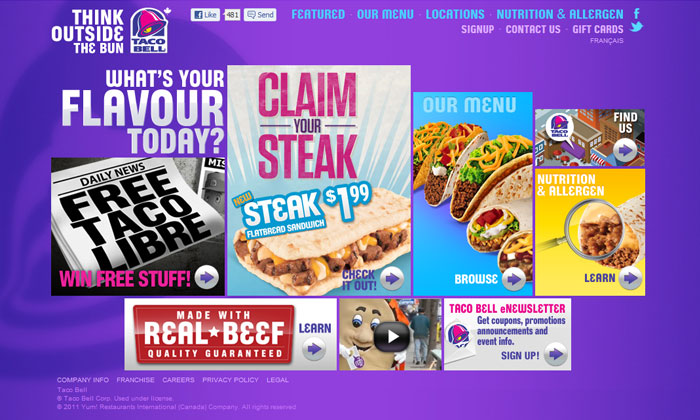 THINK
OUTSIDE
THE BUN
TACO
BELL
Like 481 Send
FEATURED · OUR MENU · LOCATIONS · NUTRITION & ALLERGEN
SIGNUP · CONTACT US · GIFT CARDS
FRANÇAIS
WHAT'S YOUR
FLAVOUR
TODAY?
DAILY NEWS
FREE
TACO
LIBRE
WIN FREE STUFF!
CLAIM
YOUR
STEAK
NEW!
STEAK $1.99
FLATBREAD SANDWICH
CHECK
IT OUT!
OUR MENU
BROWSE
FIND
US
NUTRITION
& ALLERGEN
LEARN
MADE WITH
REAL★BEEF
QUALITY GUARANTEED
LEARN
TACO BELL eNEWSLETTER
Get coupons, promotions
announcements and
event info.
SIGN UP!
COMPANY INFO FRANCHISE CAREERS PRIVACY POLICY LEGAL
Taco Bell
® Taco Bell Corp. Used under license.
© 2011 Yum! Restaurants International (Canada) Company. All rights reserved